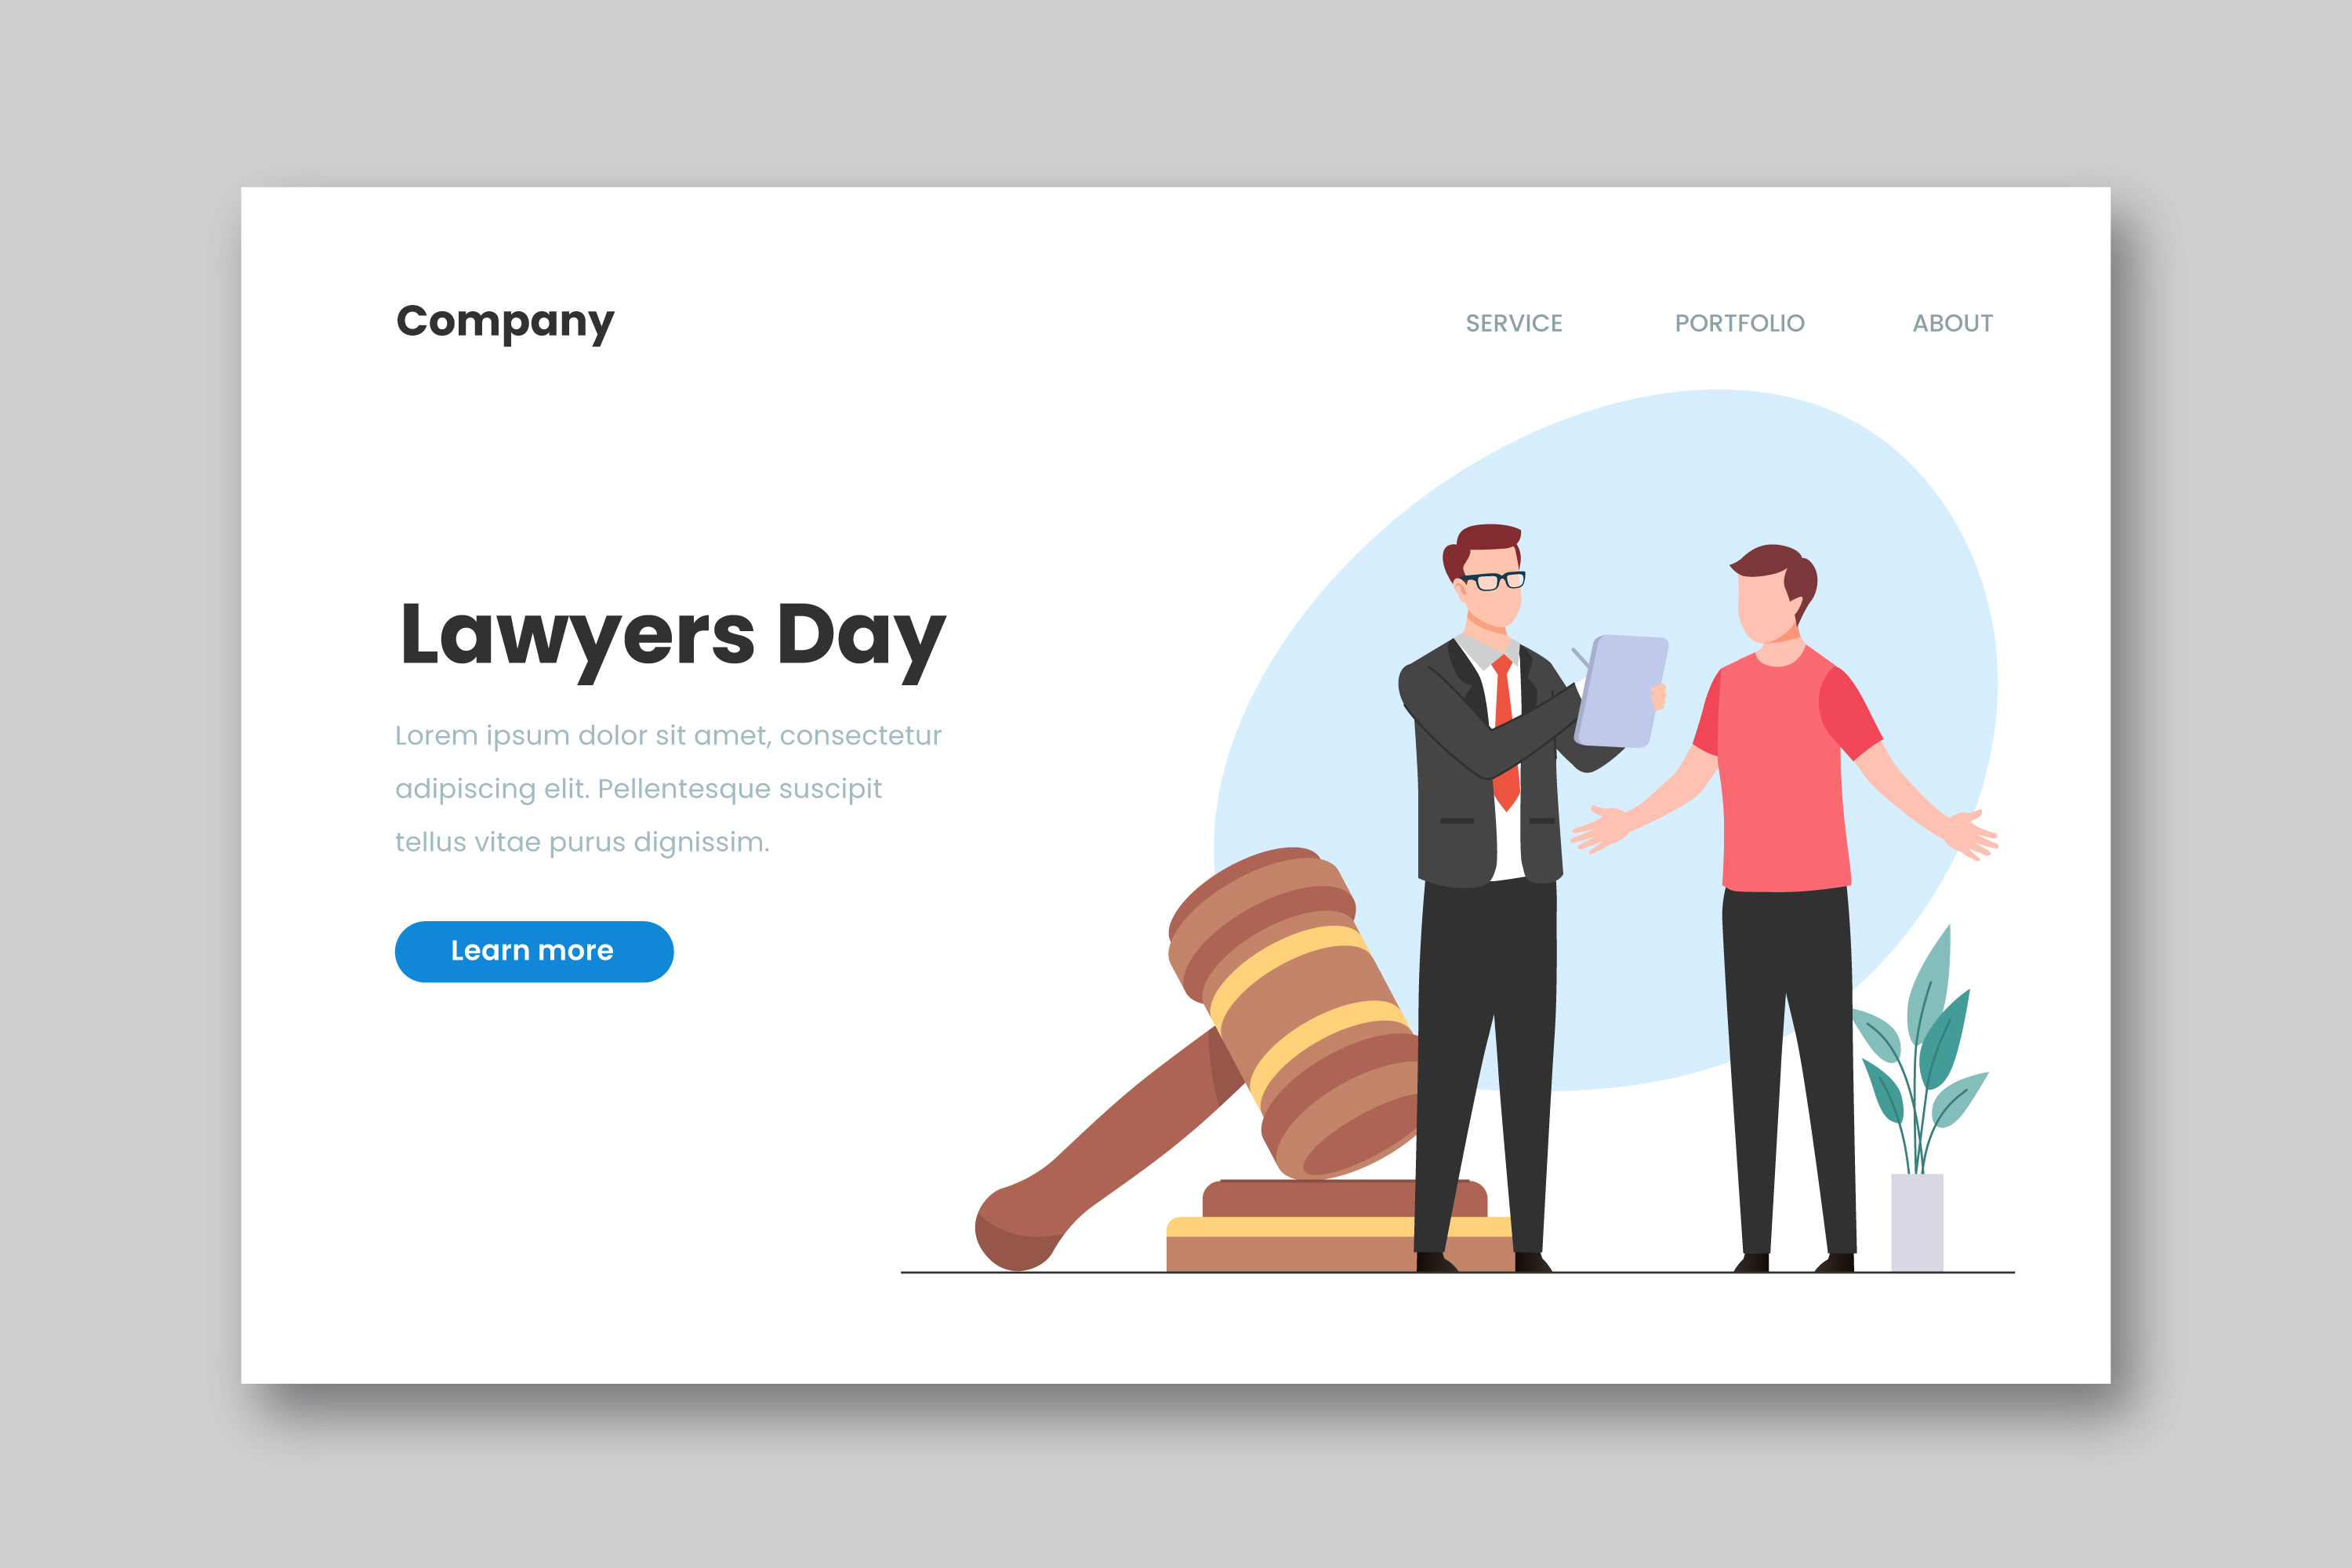 Company
SERVICE PORTFOLIO ABOUT
Lawyers Day
Lorem ipsum dolor sit amet, consectetur
adipiscing elit. Pellentesque suscipit
tellus vitae purus dignissim.
Learn more